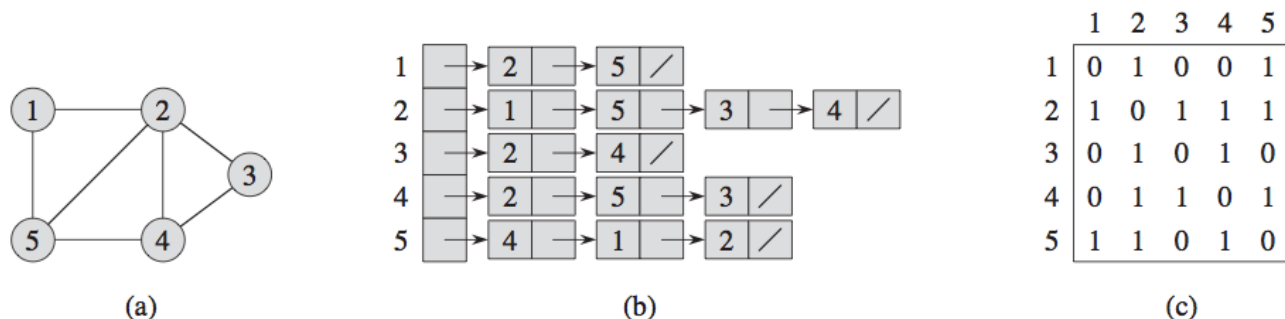 1 2
3
5 4
(a)
1 2 5 /
2 1 5 3 4 /
3 2 4 /
4 2 5 3 /
5 4 1 2 /
(b)
1 2 3 4 5
1 0 1 0 0 1
2 1 0 1 1 1
3 0 1 0 1 0
4 0 1 1 0 1
5 1 1 0 1 0
(c)